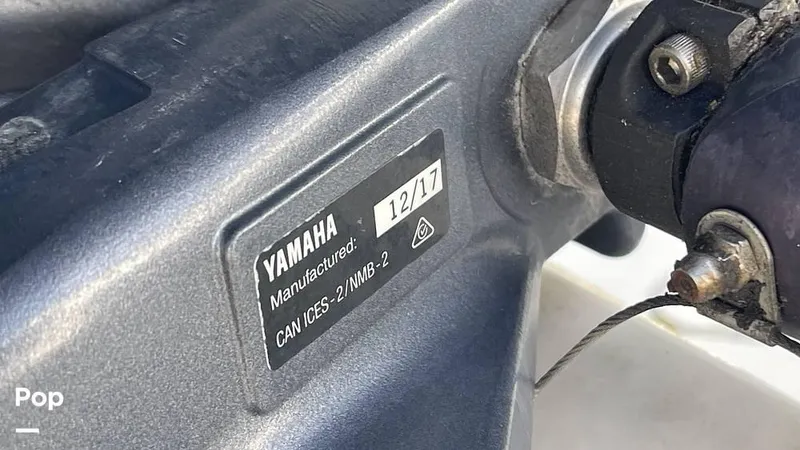 YAMAHA
Manufactured: 12/17
CAN ICES-2/NMB-2
Pop